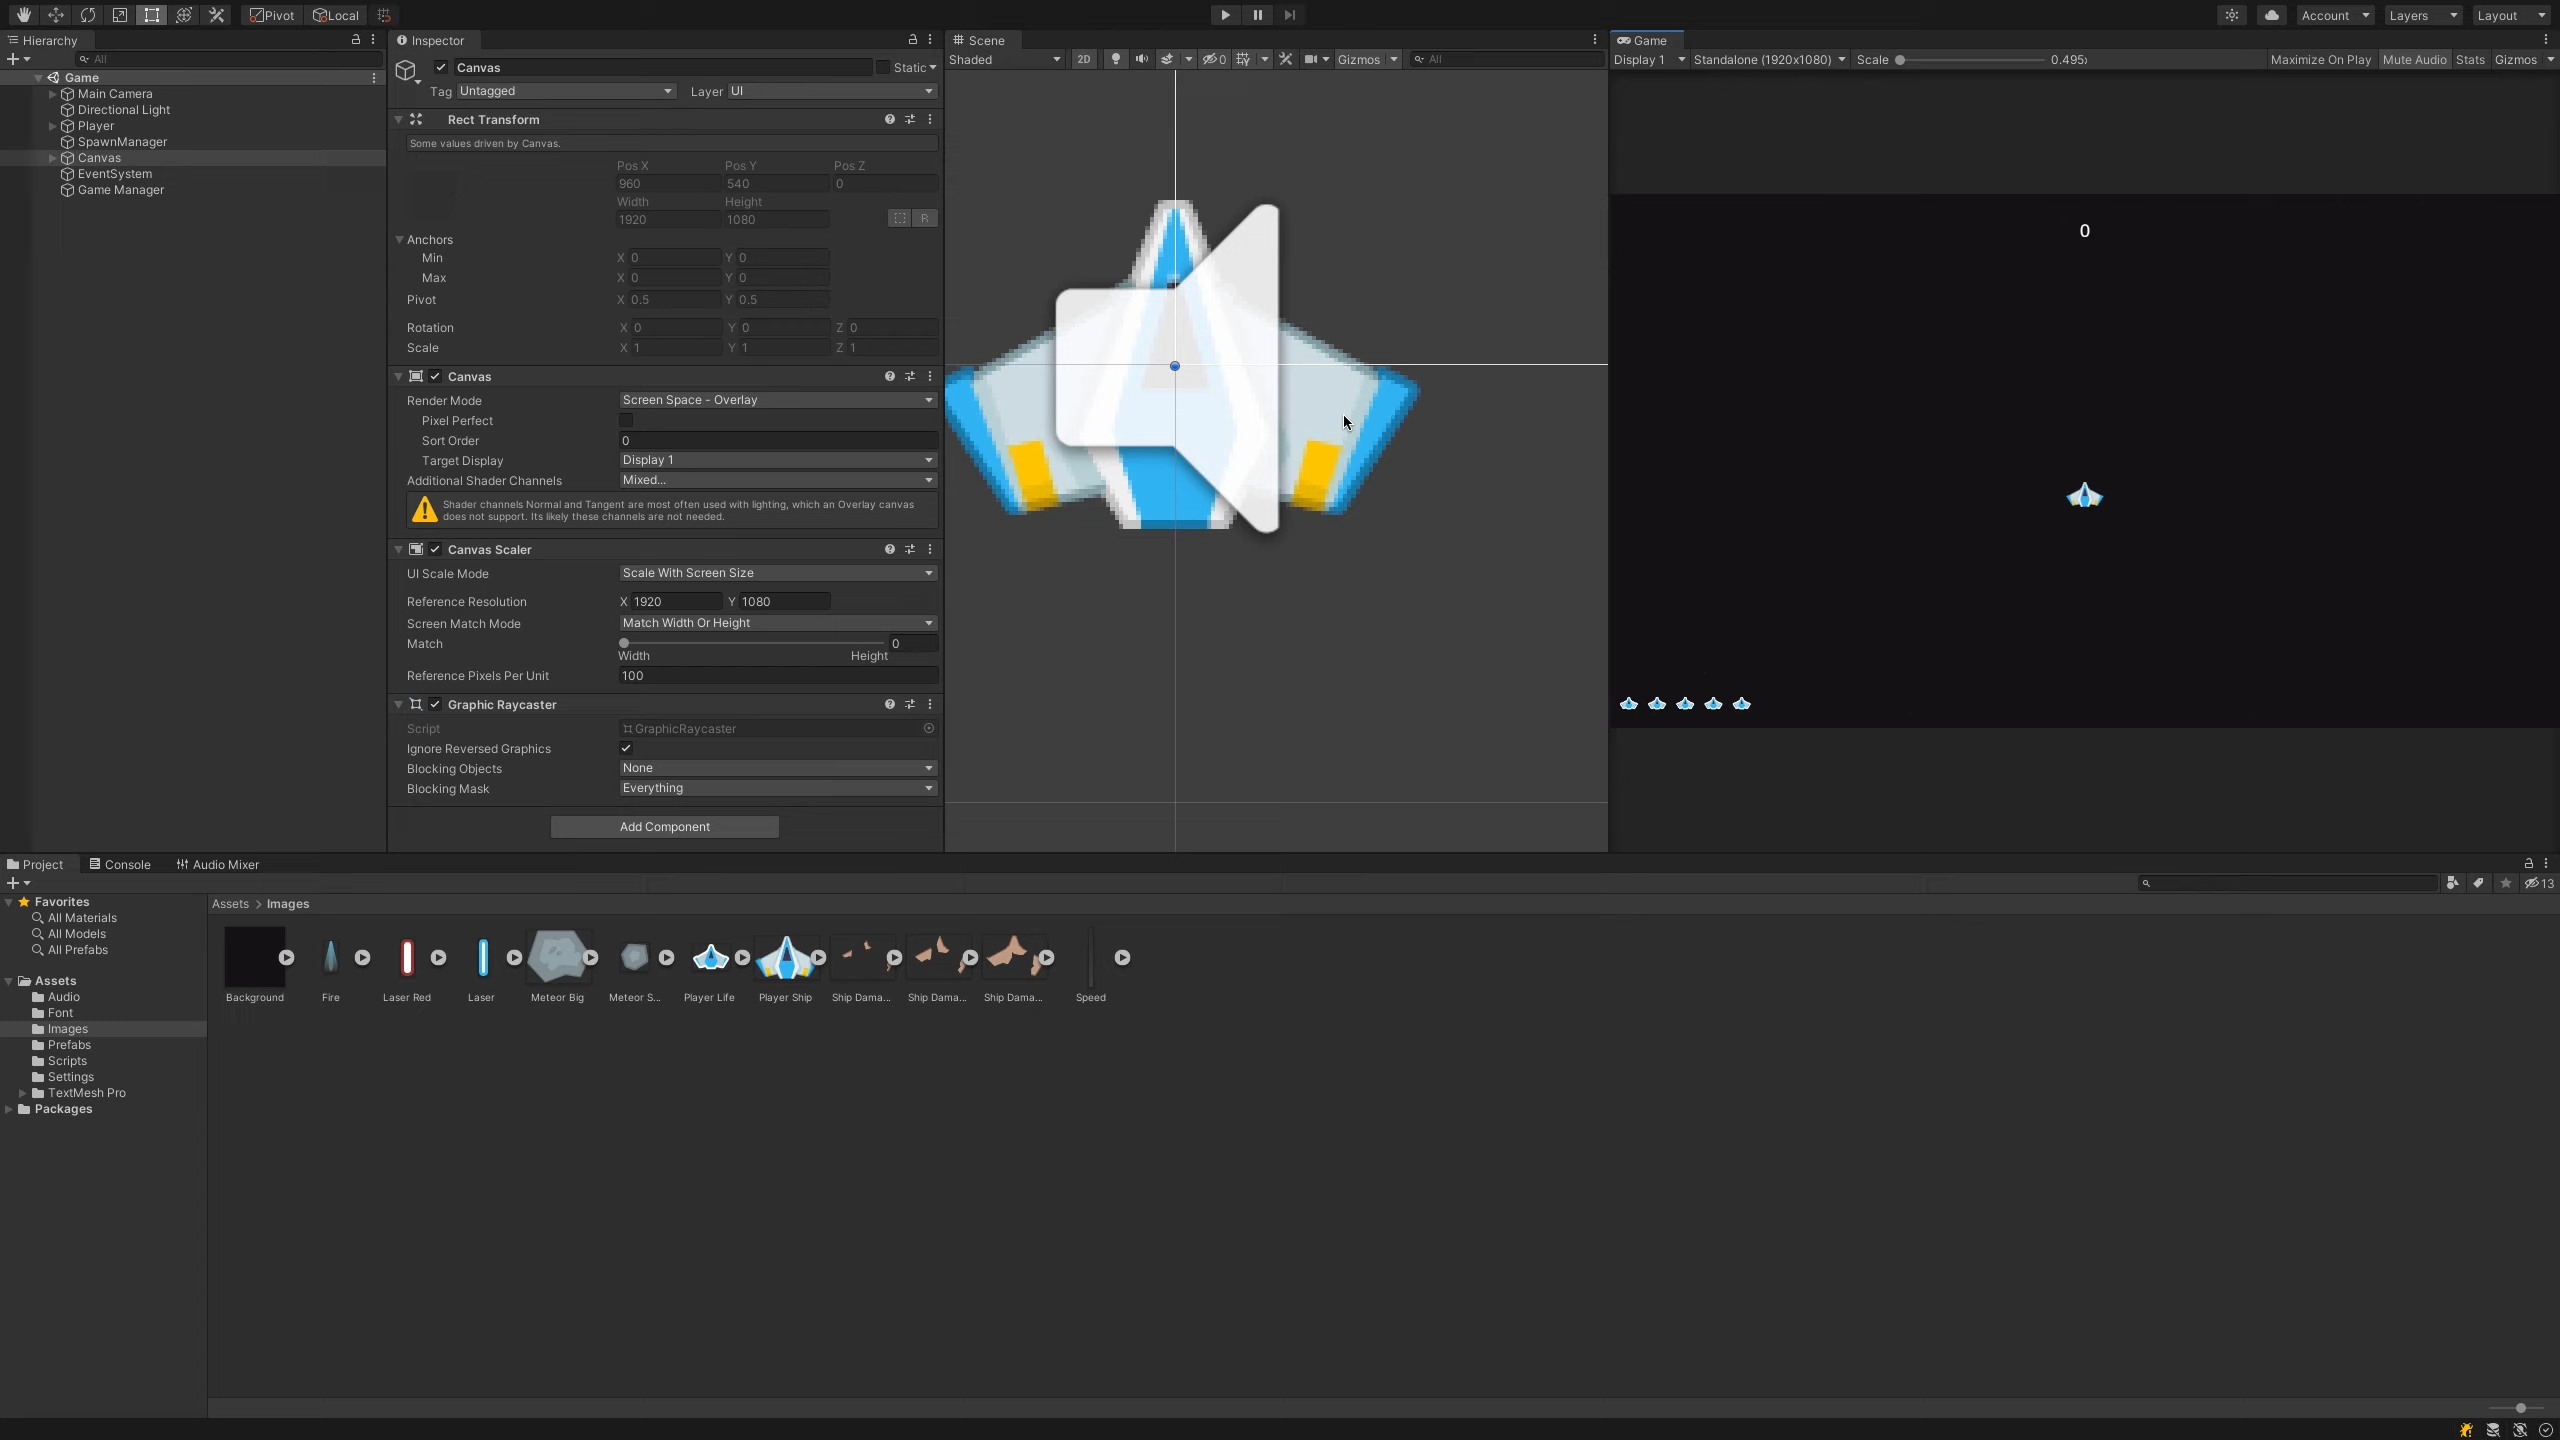 Pivot Local Account Layers Layout
Hierarchy
All
Game
Main Camera
Directional Light
Player
SpawnManager
Canvas
EventSystem
Game Manager
Inspector
Canvas Static
Tag Untagged Layer UI
Rect Transform
Some values driven by Canvas.
Pos X Pos Y Pos Z
960 540 0
Width Height
1920 1080 R
Anchors
Min X 0 Y 0
Max X 0 Y 0
Pivot X 0.5 Y 0.5
Rotation X 0 Y 0 Z 0
Scale X 1 Y 1 Z 1
Canvas
Render Mode Screen Space - Overlay
Pixel Perfect
Sort Order 0
Target Display Display 1
Additional Shader Channels Mixed...
Shader channels Normal and Tangent are most often used with lighting, which an Overlay canvas
does not support. Its likely these channels are not needed.
Canvas Scaler
UI Scale Mode Scale With Screen Size
Reference Resolution X 1920 Y 1080
Screen Match Mode Match Width Or Height
Match 0
Width Height
Reference Pixels Per Unit 100
Graphic Raycaster
Script GraphicRaycaster
Ignore Reversed Graphics
Blocking Objects None
Blocking Mask Everything
Add Component
Scene
Shaded 2D 0 Gizmos All
Game
Display 1 Standalone (1920x1080) Scale 0.495x Maximize On Play Mute Audio Stats Gizmos
0
Project Console Audio Mixer
13
Favorites
All Materials
All Models
All Prefabs
Assets
Audio
Font
Images
Prefabs
Scripts
Settings
TextMesh Pro
Packages
Assets > Images
Background Fire Laser Red Laser Meteor Big Meteor S... Player Life Player Ship Ship Dama... Ship Dama... Ship Dama... Speed